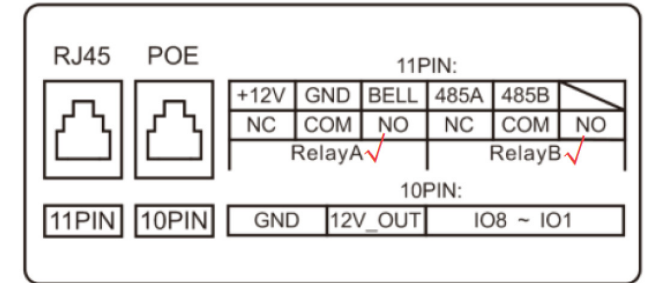 RJ45 POE
11PIN:
+12V GND BELL 485A 485B
NC COM NO NC COM NO
RelayA RelayB
10PIN:
11PIN 10PIN GND 12V_OUT IO8 ~ IO1